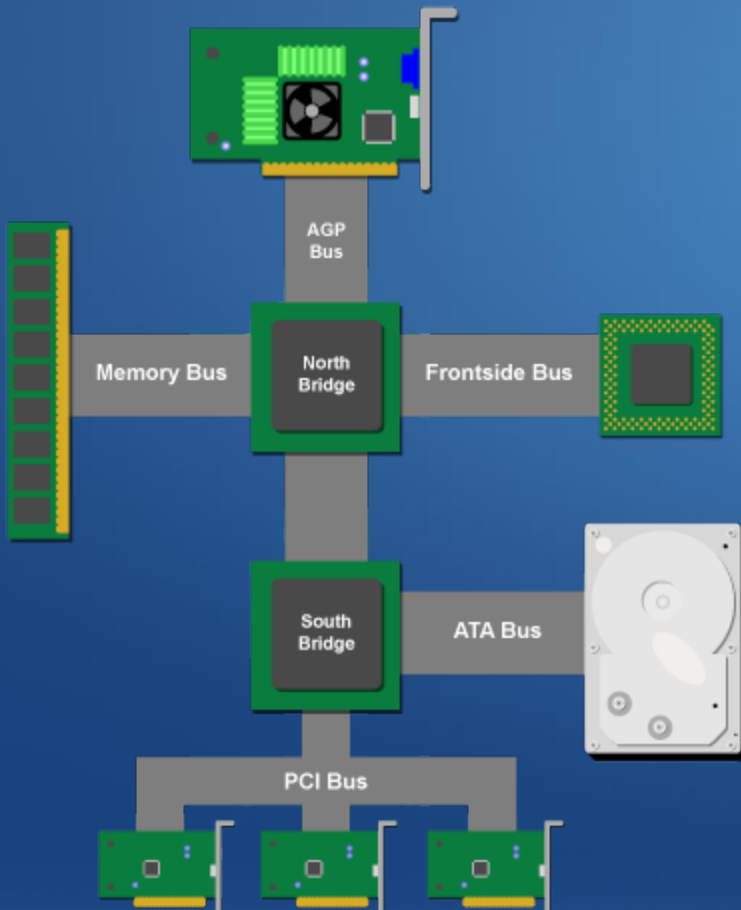 AGP
Bus
Memory Bus
North
Bridge
Frontside Bus
South
Bridge
ATA Bus
PCI Bus